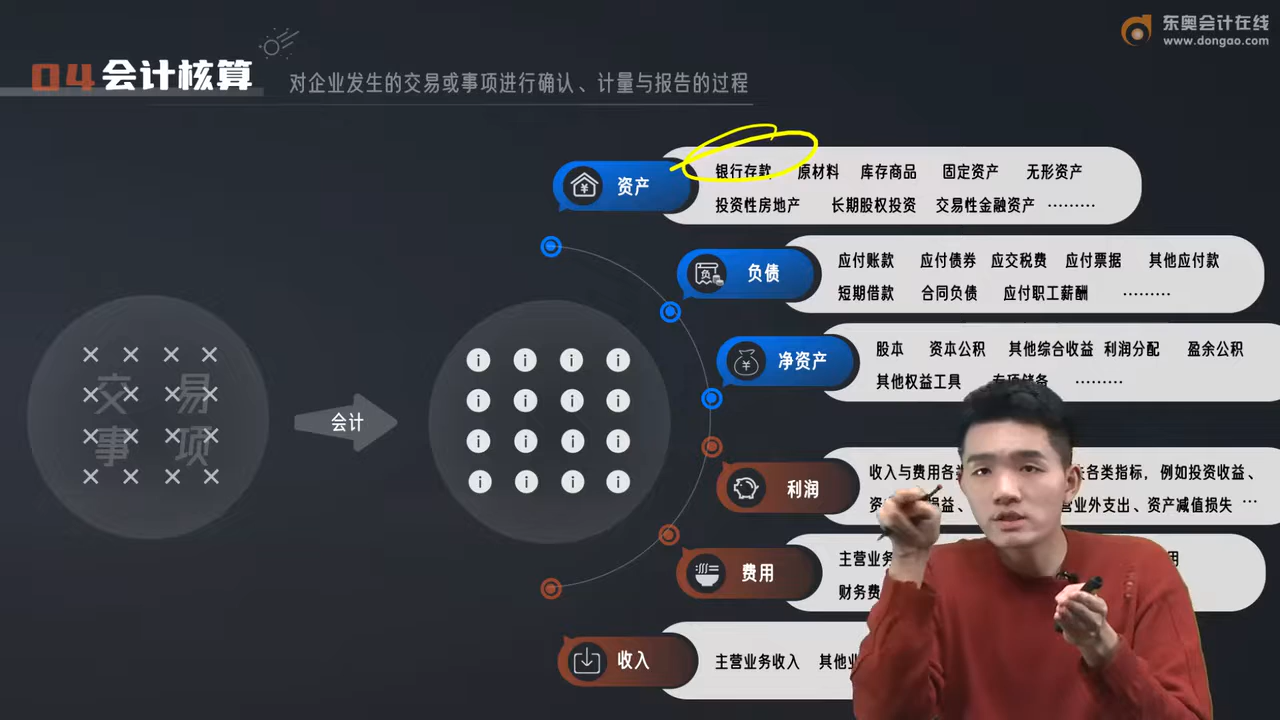 东奥会计在线
www.dongao.com
04 会计核算
对企业发生的交易或事项进行确认、计量与报告的过程
资产
银行存款 原材料 库存商品 固定资产 无形资产
投资性房地产 长期股权投资 交易性金融资产 ………
负债
应付账款 应付债券 应交税费 应付票据 其他应付款
短期借款 合同负债 应付职工薪酬 ………
净资产
股本 资本公积 其他综合收益 利润分配 盈余公积
其他权益工具 专项储备 ………
交易
事项
会计
利润
收入与费用各 各类指标，例如投资收益、
营业外支出、资产减值损失 …
费用
主营业务
财务费 用
收入
主营业务收入 其他业